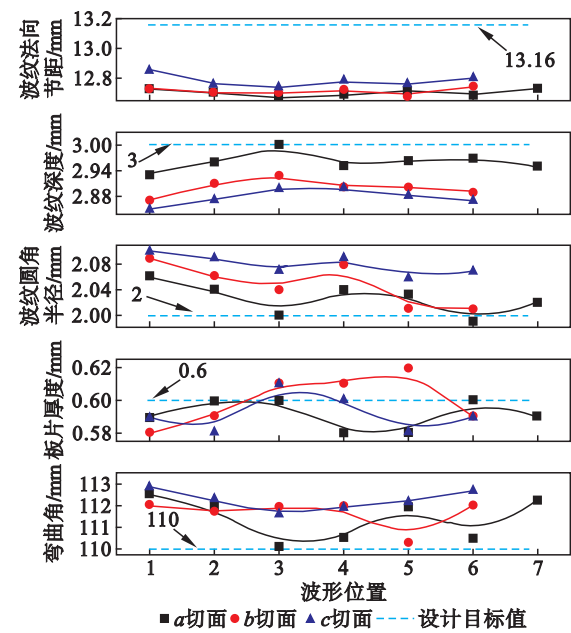 波纹法向
节距/mm
13.2
12.8
13.16
波纹深度/mm
3.00
2.94
2.88
3
波纹圆角
半径/mm
2.08
2.04
2.00
2
板片厚度/mm
0.62
0.60
0.58
0.6
弯曲角/mm
113
112
111
110
110
1 2 3 4 5 6 7
波形位置
a切面 b切面 c切面 设计目标值